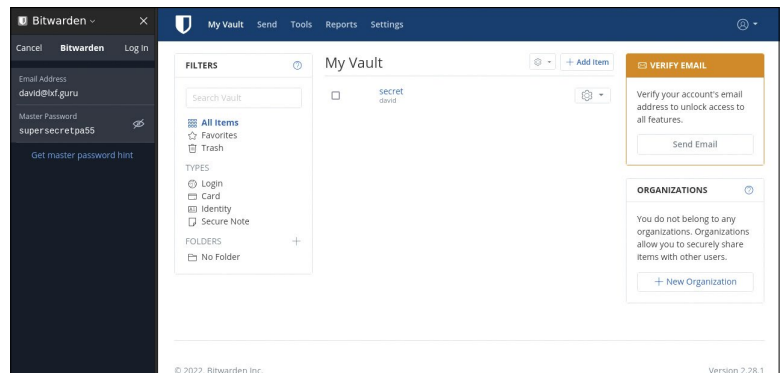 Bitwarden
Cancel Bitwarden Log In
Email Address
david@lxf.guru
Master Password
supersecretpa55
Get master password hint
My Vault Send Tools Reports Settings
FILTERS
Search Vault
All Items
Favorites
Trash
TYPES
Login
Card
Identity
Secure Note
FOLDERS
No Folder
My Vault
Add Item
secret
david
VERIFY EMAIL
Verify your account's email
address to unlock access to
all features.
Send Email
ORGANIZATIONS
You do not belong to any
organizations. Organizations
allow you to securely share
items with other users.
New Organization
© 2022, Bitwarden Inc.
Version 2.28.1